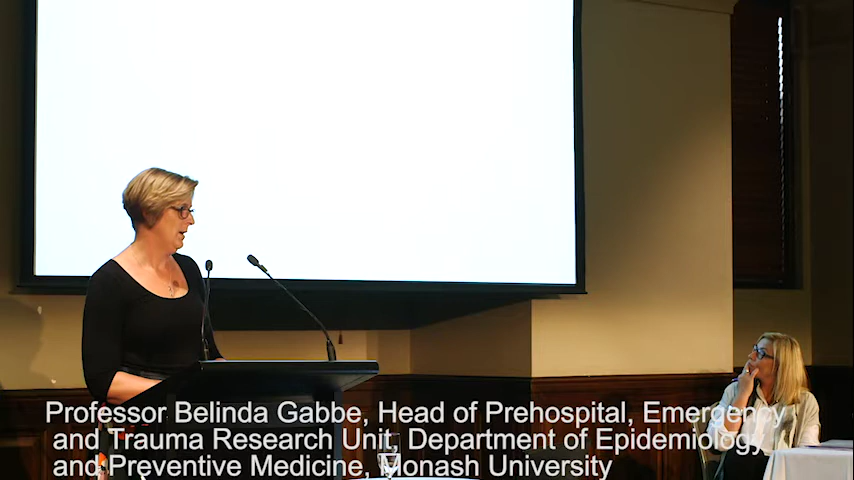 Professor Belinda Gabbe, Head of Prehospital, Emergency
and Trauma Research Unit, Department of Epidemiology
and Preventive Medicine, Monash University